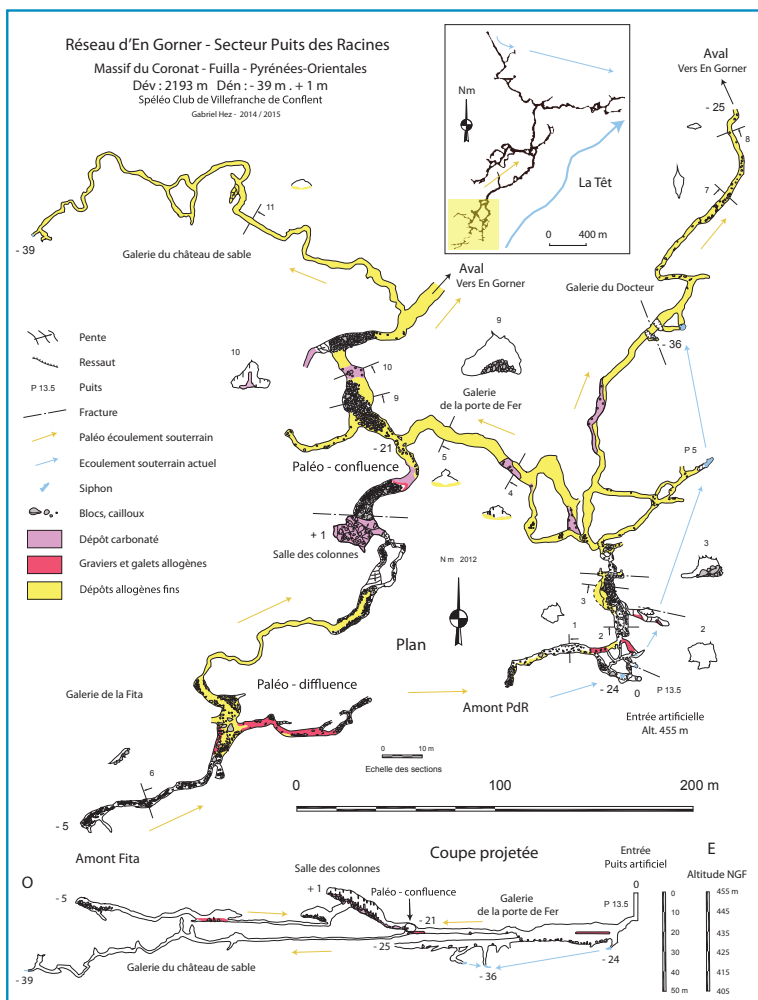 Réseau d'En Gorner - Secteur Puits des Racines
Massif du Coronat - Fuilla - Pyrénées-Orientales
Dév : 2193 m  Dén : - 39 m . + 1 m
Spéléo Club de Villefranche de Conflent
Gabriel Hez - 2014 / 2015
Nm
La Têt
0 400 m
Aval
Vers En Gorner
- 25
8
7
11
- 39
Galerie du château de sable
Aval
Vers En Gorner
Galerie du Docteur
- 36
9
10
10
9
Galerie
de la porte de Fer
- 21
5
4
P 5
Paléo - confluence
+ 1
Salle des colonnes
N m 2012
3
3
1
2
2
Plan
Pente
Ressaut
P 13.5 Puits
Fracture
Paléo écoulement souterrain
Ecoulement souterrain actuel
Siphon
Blocs, cailloux
Dépôt carbonaté
Graviers et galets allogènes
Dépôts allogènes fins
Galerie de la Fita
Paléo - diffluence
Amont PdR
- 24
0
P 13.5
Entrée artificielle
Alt. 455 m
0 10 m
Echelle des sections
6
- 5
Amont Fita
0 100 200 m
Coupe projetée
O
E
Entrée
Puits artificiel
Altitude NGF
Salle des colonnes
+ 1
Paléo - confluence
- 5
- 21
Galerie
de la porte de Fer
0
P 13.5
0 455 m
10 445
20 435
30 425
40 415
50 m 405
- 25
- 24
- 36
Galerie du château de sable
- 39